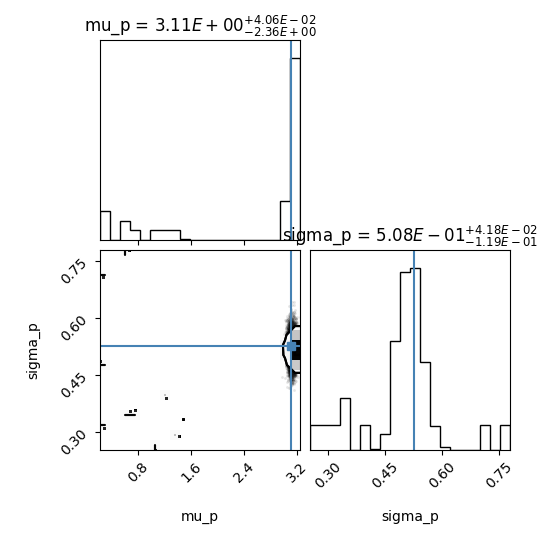 mu_p = 3.11E + 00^{+4.06E−02}_{−2.36E+00}
sigma_p = 5.08E − 01^{+4.18E−02}_{−1.19E−01}
sigma_p
0.75
0.60
0.45
0.30
0.8 1.6 2.4 3.2
0.30 0.45 0.60 0.75
mu_p
sigma_p